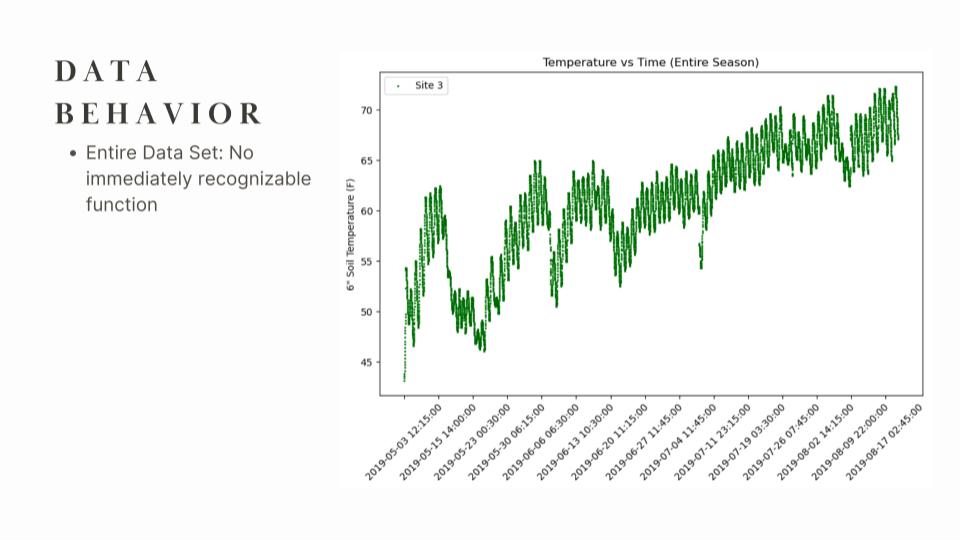 DATA
BEHAVIOR
• Entire Data Set: No
immediately recognizable
function
Temperature vs Time (Entire Season)
Site 3
6" Soil Temperature (F)
70
65
60
55
50
45
2019-05-03 12:15:00
2019-05-15 14:00:00
2019-05-23 00:30:00
2019-05-30 06:15:00
2019-06-06 06:30:00
2019-06-13 10:30:00
2019-06-20 11:15:00
2019-06-27 11:45:00
2019-07-04 11:45:00
2019-07-11 23:15:00
2019-07-19 03:30:00
2019-07-26 07:45:00
2019-08-02 14:15:00
2019-08-09 22:00:00
2019-08-17 02:45:00